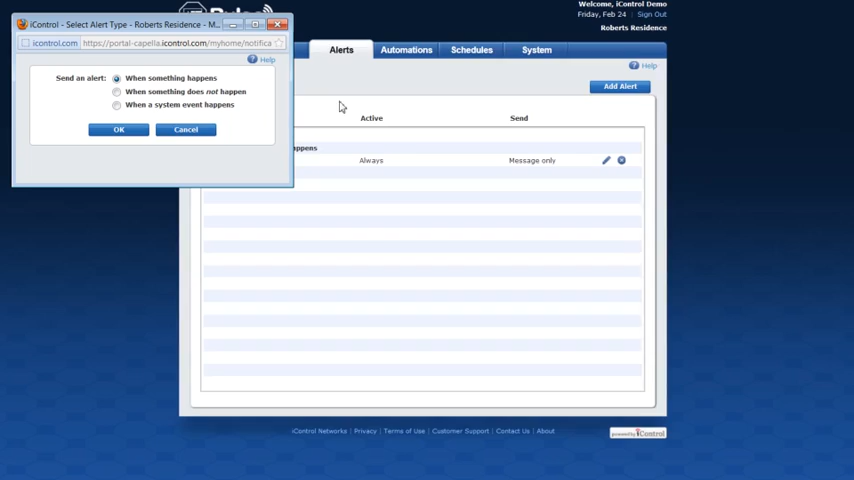 iControl - Select Alert Type - Roberts Residence - M...
icontrol.com https://portal-capella.icontrol.com/myhome/notifica
Help
Send an alert: When something happens
When something does not happen
When a system event happens
OK Cancel
Welcome, iControl Demo
Friday, Feb 24 | Sign Out
Roberts Residence
Alerts Automations Schedules System
Help
Add Alert
Active Send
ppens
Always Message only
iControl Networks | Privacy | Terms of Use | Customer Support | Contact Us | About
powered by iControl